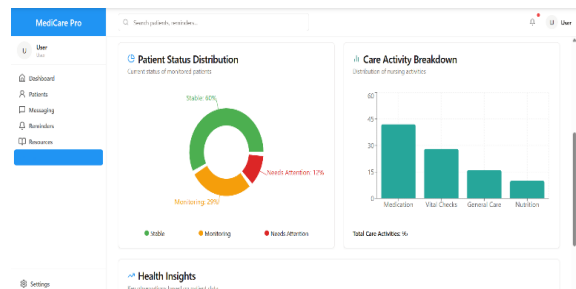 MediCare Pro
Search patients, reminders...
U
User
U
User
User
Dashboard
Patients
Messaging
Reminders
Resources
Settings
Patient Status Distribution
Current status of monitored patients
Stable: 60%
Needs Attention: 12%
Monitoring: 29%
Stable
Monitoring
Needs Attention
Care Activity Breakdown
Distribution of nursing activities
60
45
30
15
0
Medication
Vital Checks
General Care
Nutrition
Total Care Activities: 96
Health Insights